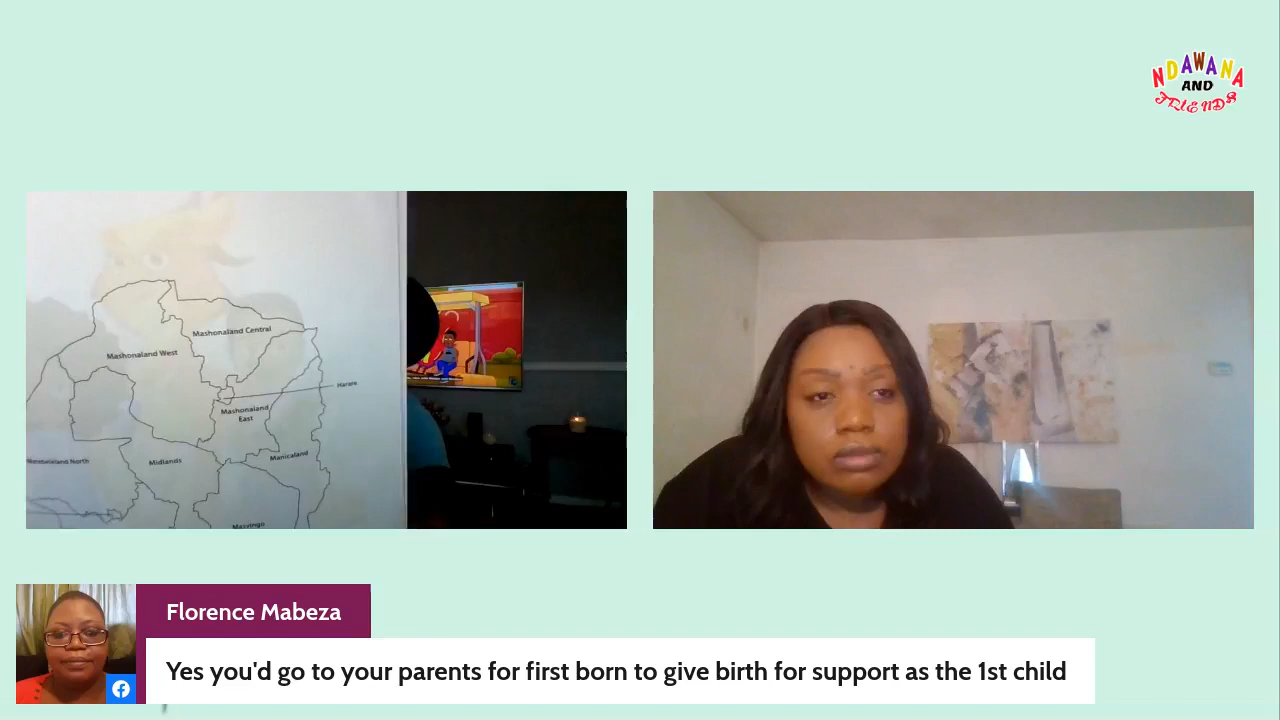 NDAWANA
AND
FRIENDS
Mashonaland Central
Mashonaland West
Harare
Mashonaland
East
Manicaland
Midlands
Matabeleland North
Masvingo
Florence Mabeza
Yes you'd go to your parents for first born to give birth for support as the 1st child